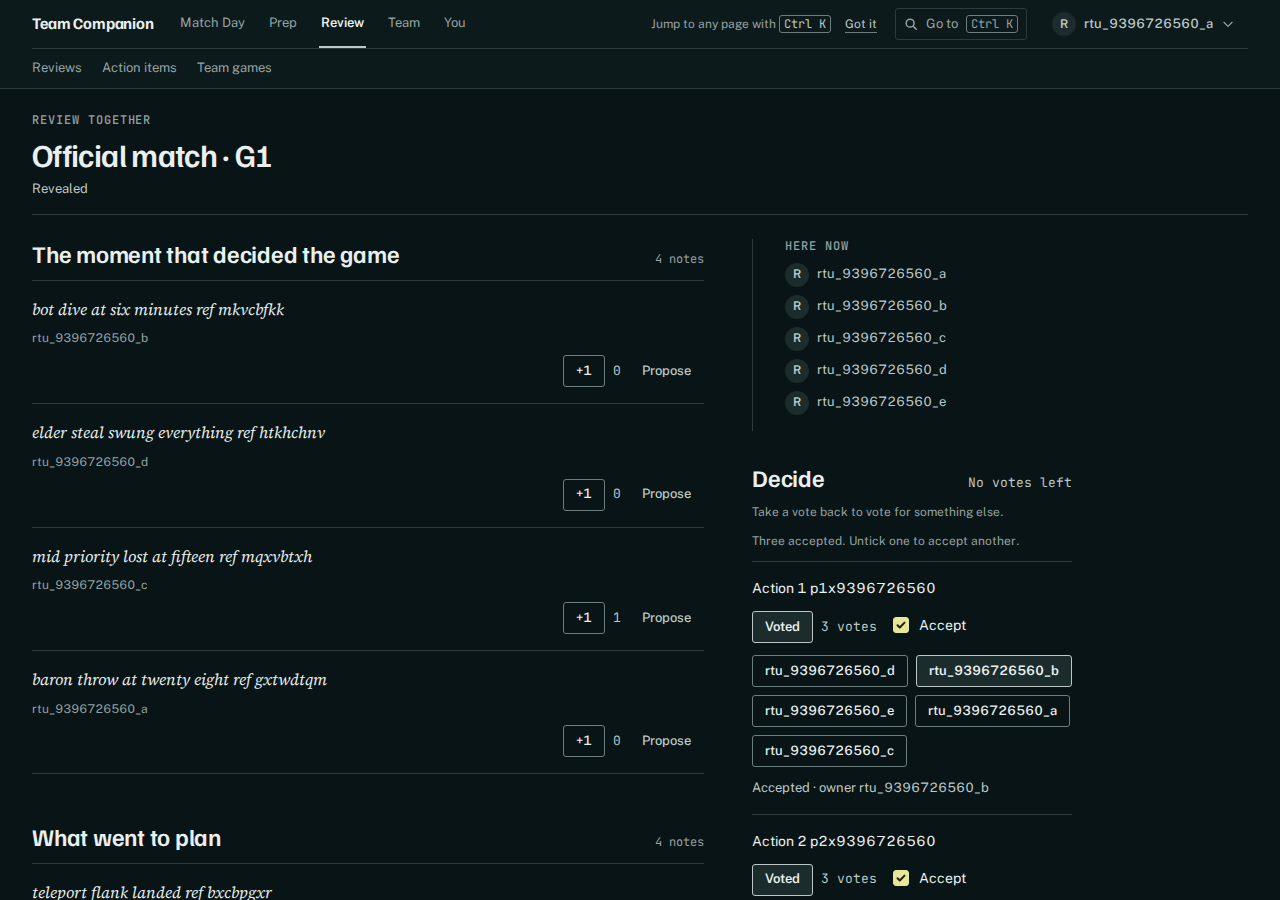 Team Companion Match Day Prep Review Team You Jump to any page with Ctrl K Got it Go to Ctrl K R rtu_9396726560_a
Reviews Action items Team games
REVIEW TOGETHER
Official match · G1
Revealed
The moment that decided the game 4 notes
bot dive at six minutes ref mkvcbfkk
rtu_9396726560_b
+1 0 Propose
elder steal swung everything ref htkhchnv
rtu_9396726560_d
+1 0 Propose
mid priority lost at fifteen ref mqxvbtxh
rtu_9396726560_c
+1 1 Propose
baron throw at twenty eight ref gxtwdtqm
rtu_9396726560_a
+1 0 Propose
What went to plan 4 notes
teleport flank landed ref bxcbpgxr
HERE NOW
R rtu_9396726560_a
R rtu_9396726560_b
R rtu_9396726560_c
R rtu_9396726560_d
R rtu_9396726560_e
Decide No votes left
Take a vote back to vote for something else.
Three accepted. Untick one to accept another.
Action 1 p1x9396726560
Voted 3 votes Accept
rtu_9396726560_d rtu_9396726560_b
rtu_9396726560_e rtu_9396726560_a
rtu_9396726560_c
Accepted · owner rtu_9396726560_b
Action 2 p2x9396726560
Voted 3 votes Accept